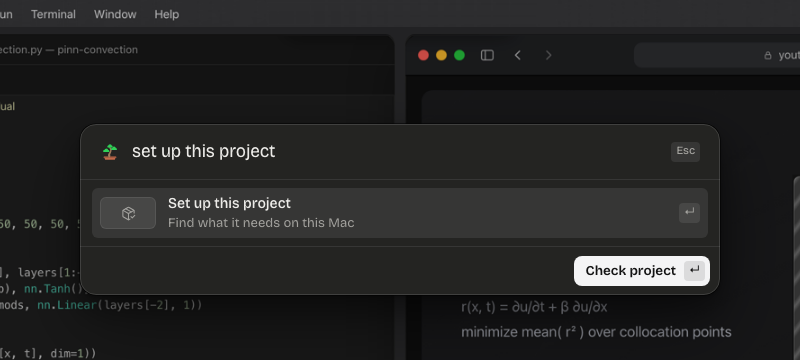 un Terminal Window Help
ection.py — pinn-convection
ual
yout
set up this project
Esc
Set up this project
Find what it needs on this Mac
50, 50, 50, 5
], layers[1:-
), nn.Tanh()
mods, nn.Linear(layers[-2], 1))
[x, t], dim=1))
Check project
r(x, t) = ∂u/∂t + β ∂u/∂x
minimize mean( r² ) over collocation points